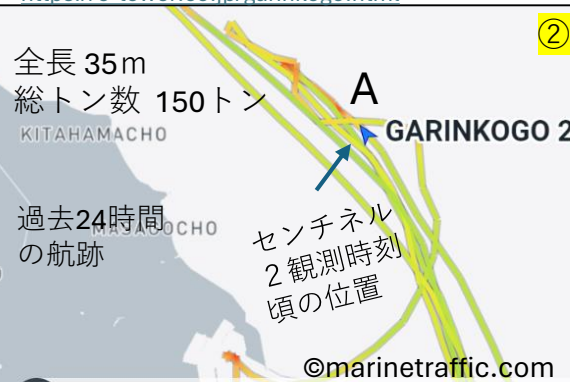 ②
全長 35m
総トン数 150トン
KITAHAMACHO
A
GARINKOGO 2
過去24時間
の航跡
センチネル
2 観測時刻
頃の位置
©marinetraffic.com